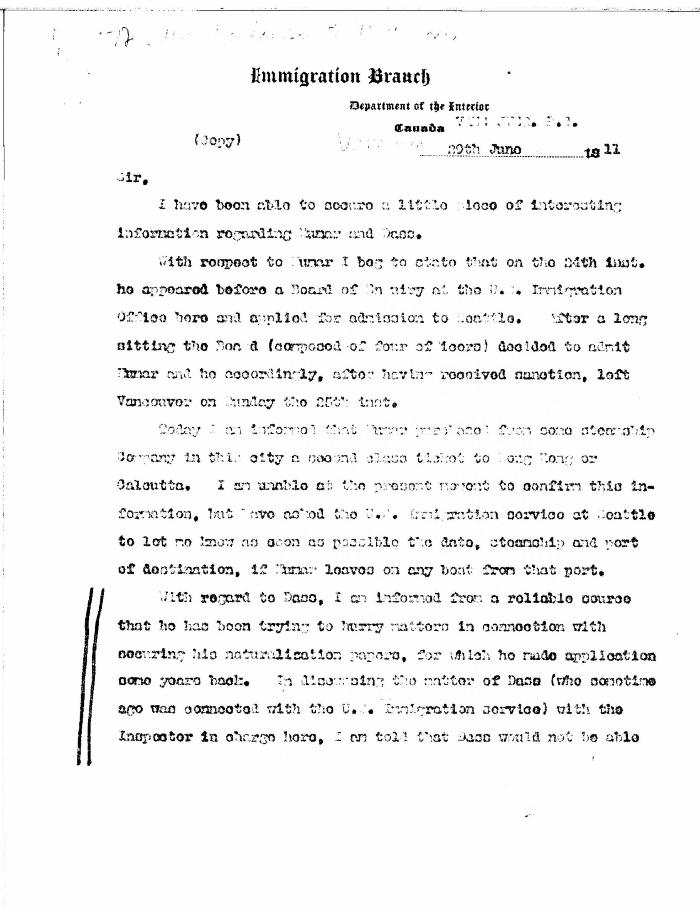 Immigration Branch
Department of the Interior
Canada
(Copy)
29th June 1911
Sir,
I have been able to secure a little piece of interesting
information regarding Kumar and Dass.
With respect to Kumar I beg to state that on the 24th inst.
he appeared before a Board of Enquiry at the U.S. Immigration
Office here and applied for admission to Seattle. After a long
sitting the Board (composed of four officers) decided to admit
Kumar and he accordingly, after having received sanction, left
Vancouver on Sunday the 25th inst.
Today I am informed that Kumar purchased from some steamship
Company in this city a second class ticket to Hong Kong or
Calcutta. I am unable at the present moment to confirm this in-
formation, but have asked the U.S. Immigration service at Seattle
to let me know as soon as possible the date, steamship and port
of destination, if Kumar leaves on any boat from that port.
With regard to Dass, I am informed from a reliable source
that he has been trying to hurry matters in connection with
securing his naturalization papers, for which he made application
some years back. In discussing the matter of Dass (who sometime
ago was connected with the U.S. Immigration service) with the
Inspector in charge here, I am told that Dass would not be able